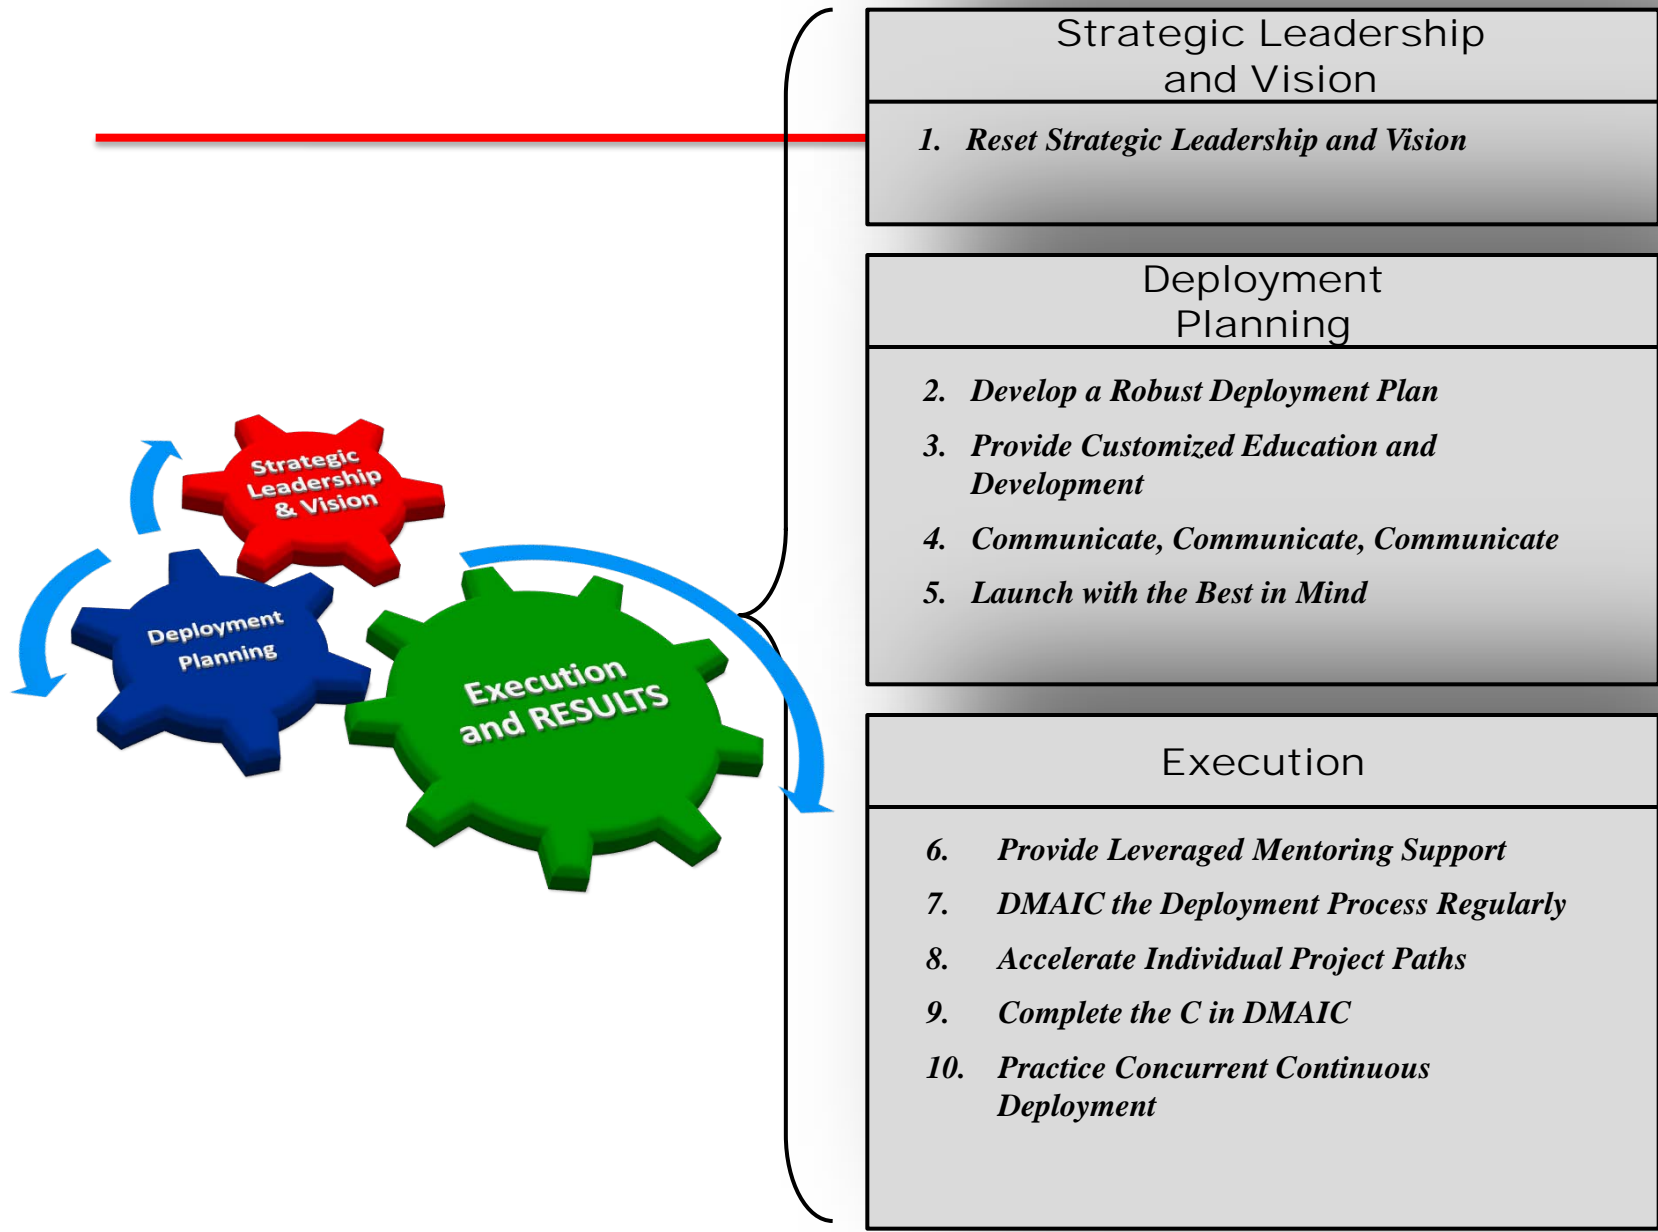 Strategic Leadership
and Vision
1. Reset Strategic Leadership and Vision
Deployment
Planning
2. Develop a Robust Deployment Plan
3. Provide Customized Education and
Development
4. Communicate, Communicate, Communicate
5. Launch with the Best in Mind
Execution
6. Provide Leveraged Mentoring Support
7. DMAIC the Deployment Process Regularly
8. Accelerate Individual Project Paths
9. Complete the C in DMAIC
10. Practice Concurrent Continuous
Deployment
Strategic
Leadership
& Vision
Deployment
Planning
Execution
and RESULTS